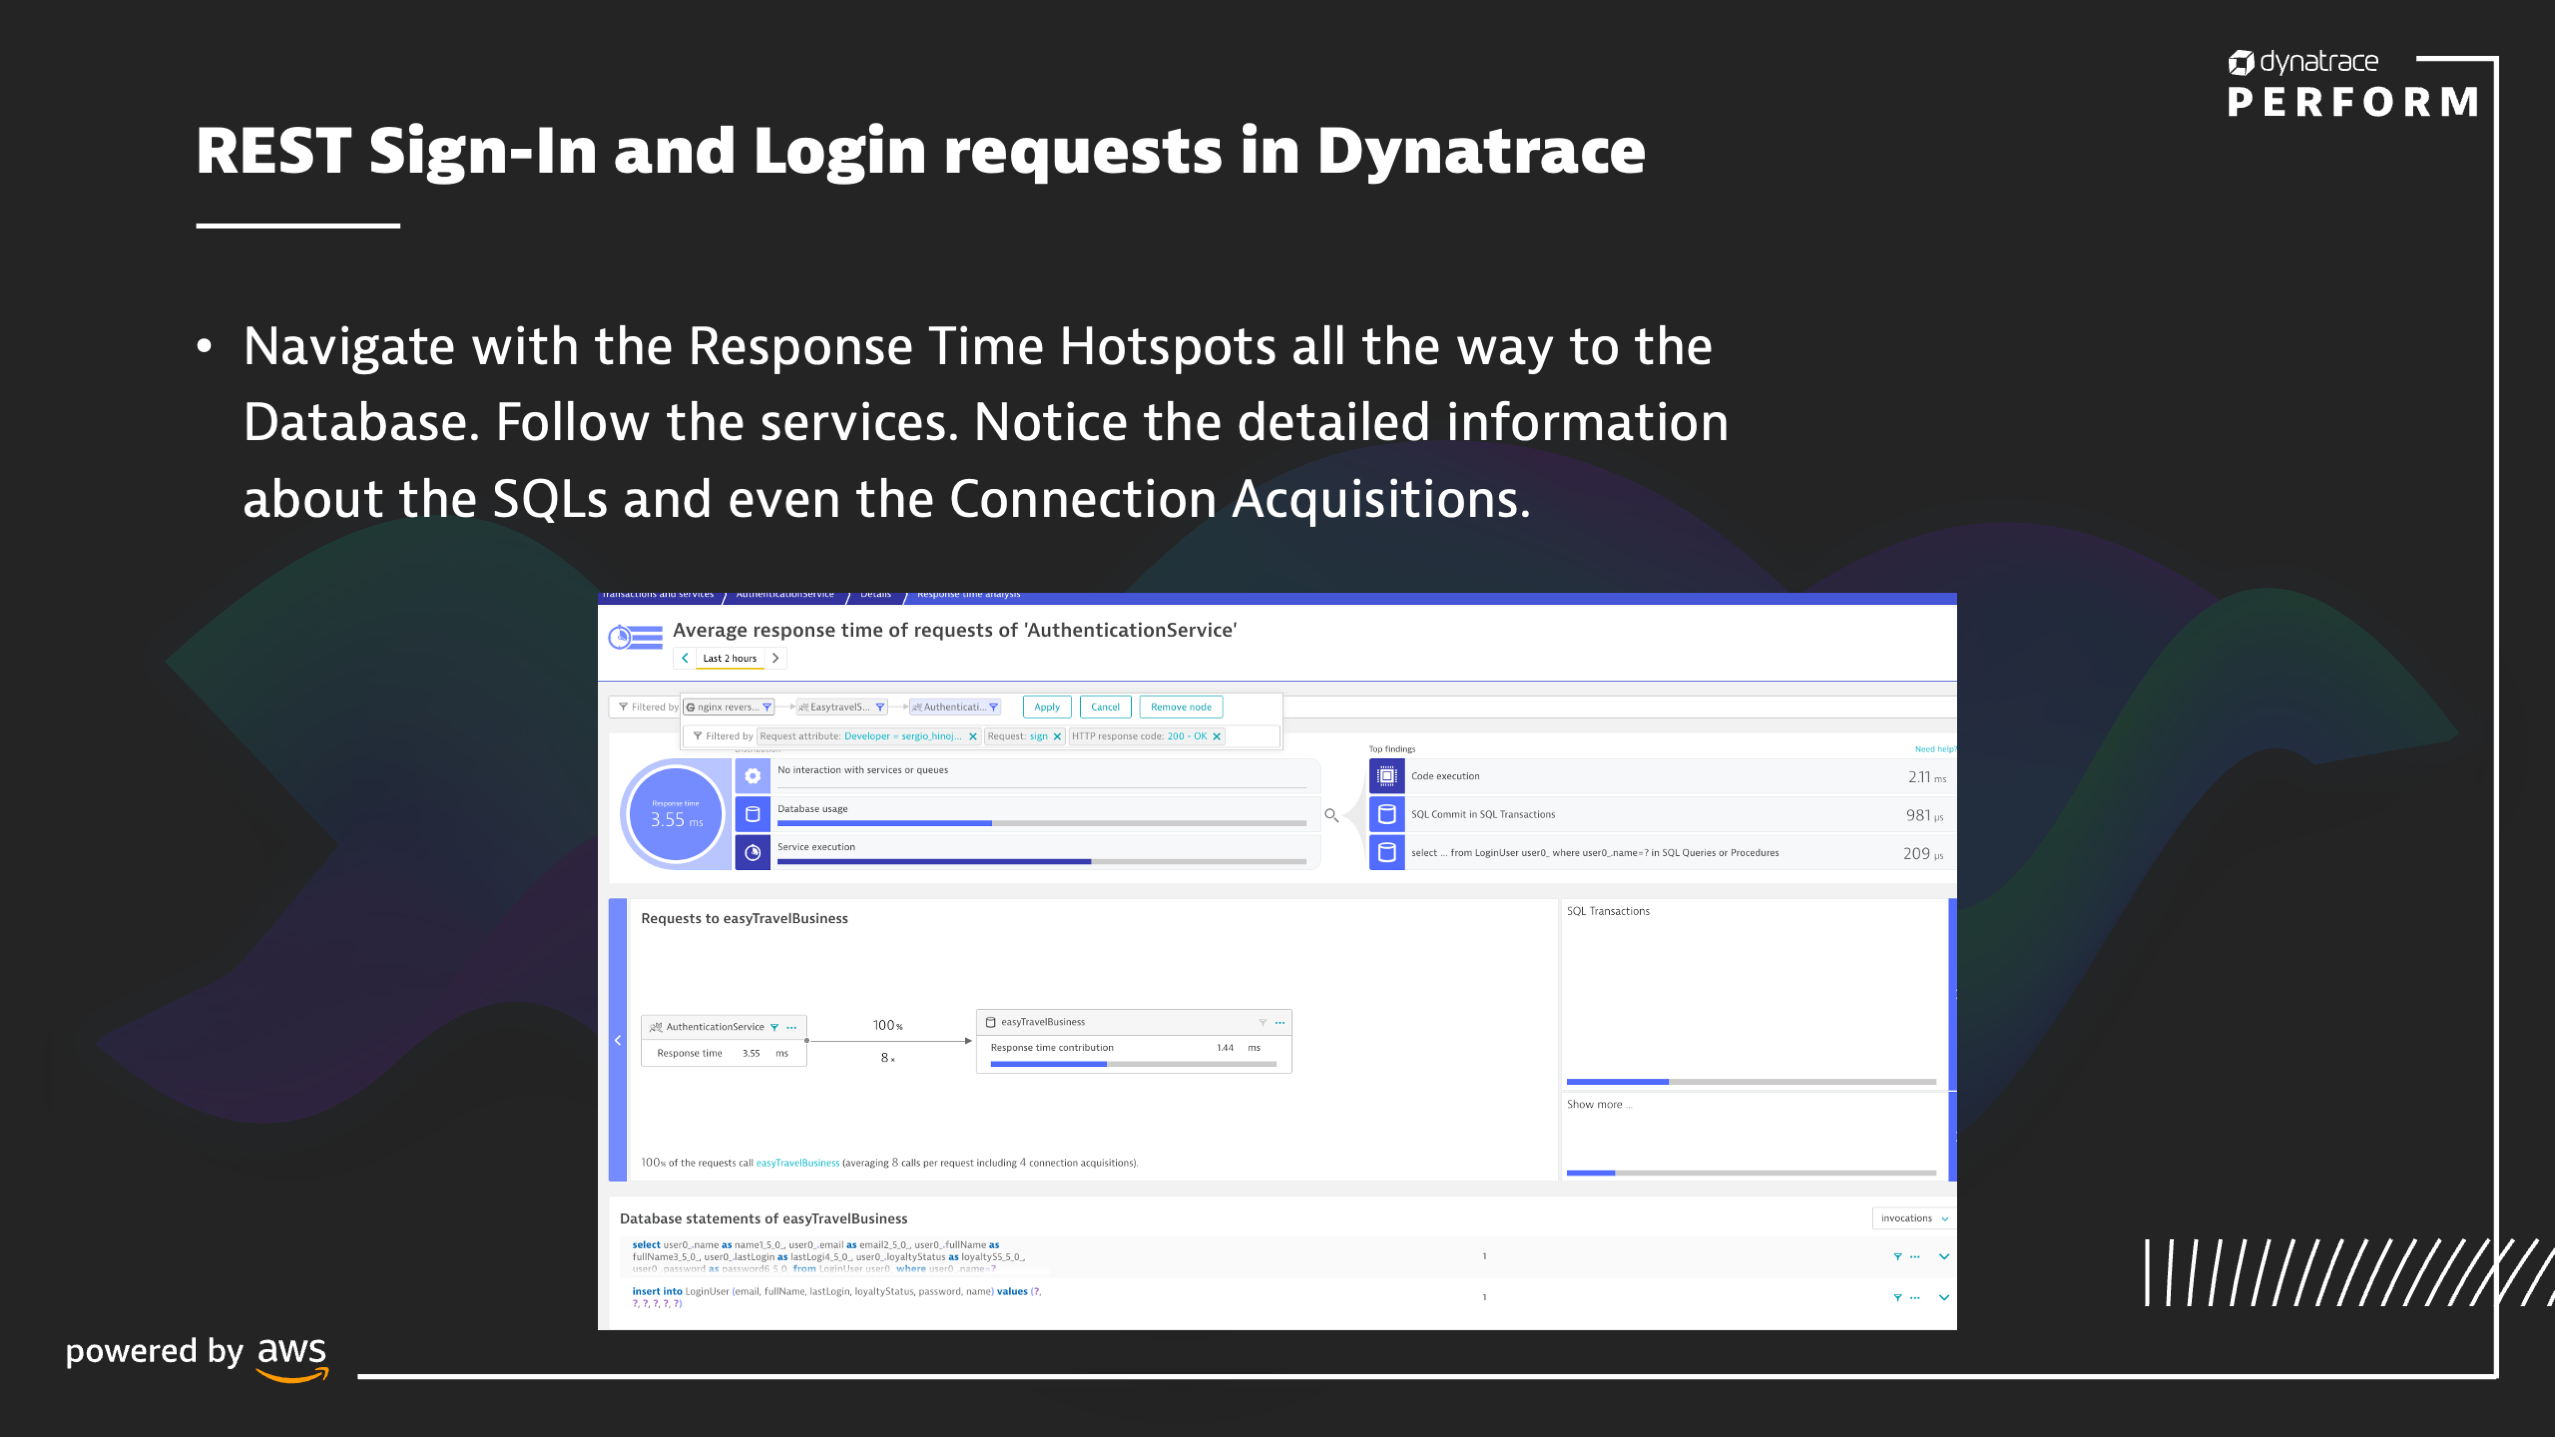 dynatrace
PERFORM
REST Sign-In and Login requests in Dynatrace
• Navigate with the Response Time Hotspots all the way to the
Database. Follow the services. Notice the detailed information
about the SQLs and even the Connection Acquisitions.
Transactions and services AuthenticationService Details Response time analysis
Average response time of requests of 'AuthenticationService'
Last 2 hours
Filtered by nginx revers... EasytravelS... Authenticati... Apply Cancel Remove node
Filtered by Request attribute: Developer = sergio_hinoj... Request: sign HTTP response code: 200 - OK
Distribution
Top findings Need help?
Response time
3.55 ms
No interaction with services or queues
Database usage
Service execution
Code execution 2.11 ms
SQL Commit in SQL Transactions 981 µs
select ... from LoginUser user0_ where user0_.name=? in SQL Queries or Procedures 209 µs
Requests to easyTravelBusiness
SQL Transactions
AuthenticationService ...
Response time 3.55 ms
100 %
8 x
easyTravelBusiness ...
Response time contribution 1.44 ms
Show more ...
100% of the requests call easyTravelBusiness (averaging 8 calls per request including 4 connection acquisitions).
Database statements of easyTravelBusiness
invocations
select user0_.name as name1_5_0_, user0_.email as email2_5_0_, user0_.fullName as
fullName3_5_0_, user0_.lastLogin as lastLogi4_5_0_, user0_.loyaltyStatus as loyaltyS5_5_0_,
user0_.password as password6_5_0_ from LoginUser user0_ where user0_.name=?
1 ...
insert into LoginUser (email, fullName, lastLogin, loyaltyStatus, password, name) values (?,
?, ?, ?, ?, ?)
1 ...
powered by aws